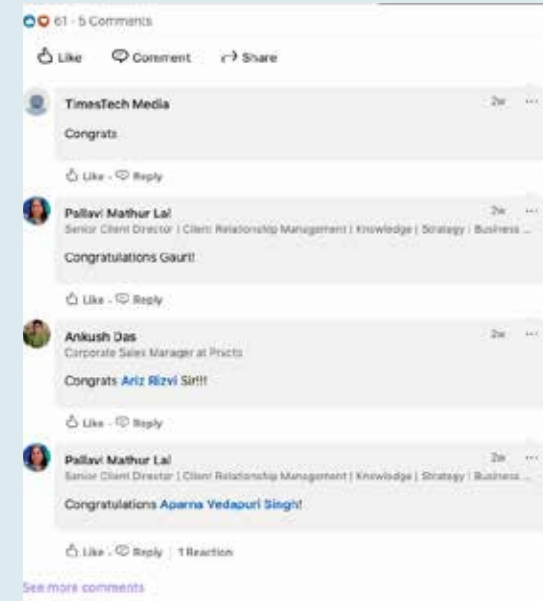 61 · 5 Comments
Like Comment Share
TimesTech Media 2w ...
Congrats
Like · Reply
Pallavi Mathur Lal 2w ...
Senior Client Director | Client Relationship Management | Knowledge | Strategy | Business ...
Congratulations Gauri!
Like · Reply
Ankush Das 2w ...
Corporate Sales Manager at Practo
Congrats Ariz Rizvi Sir!!!
Like · Reply
Pallavi Mathur Lal 2w ...
Senior Client Director | Client Relationship Management | Knowledge | Strategy | Business ...
Congratulations Aparna Vedapuri Singh!
Like · Reply | 1 Reaction
See more comments